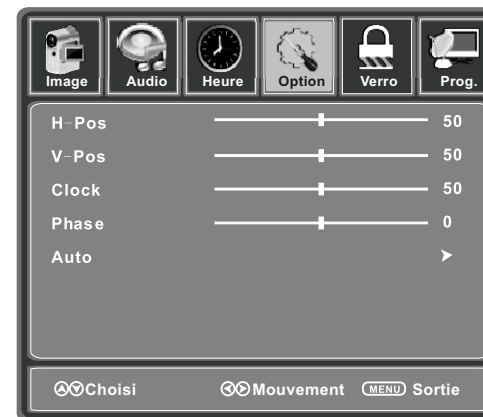 Image Audio Heure Option Verro Prog.
H-Pos 50
V-Pos 50
Clock 50
Phase 0
Auto
Choisi Mouvement MENU Sortie